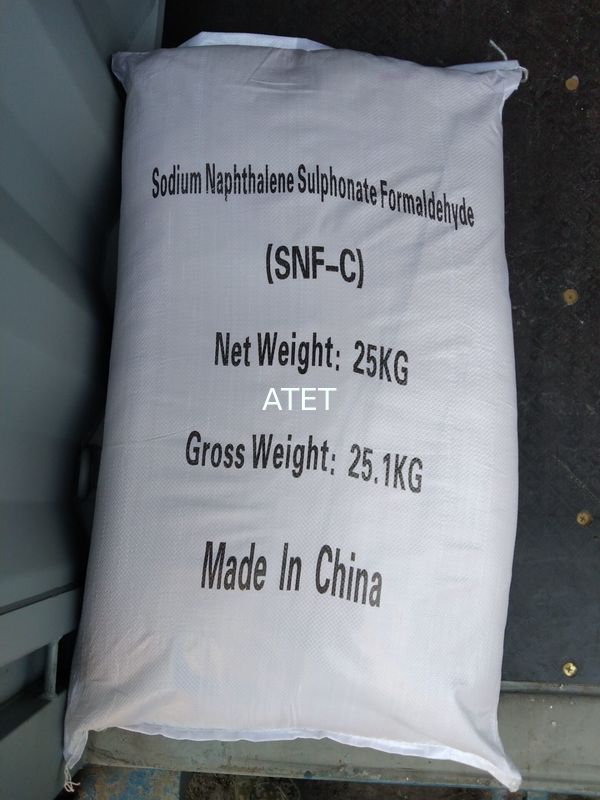 Sodium Naphthalene Sulphonate Formaldehyde
(SNF-C)
Net Weight: 25KG
ATET
Gross Weight: 25.1KG
Made In China